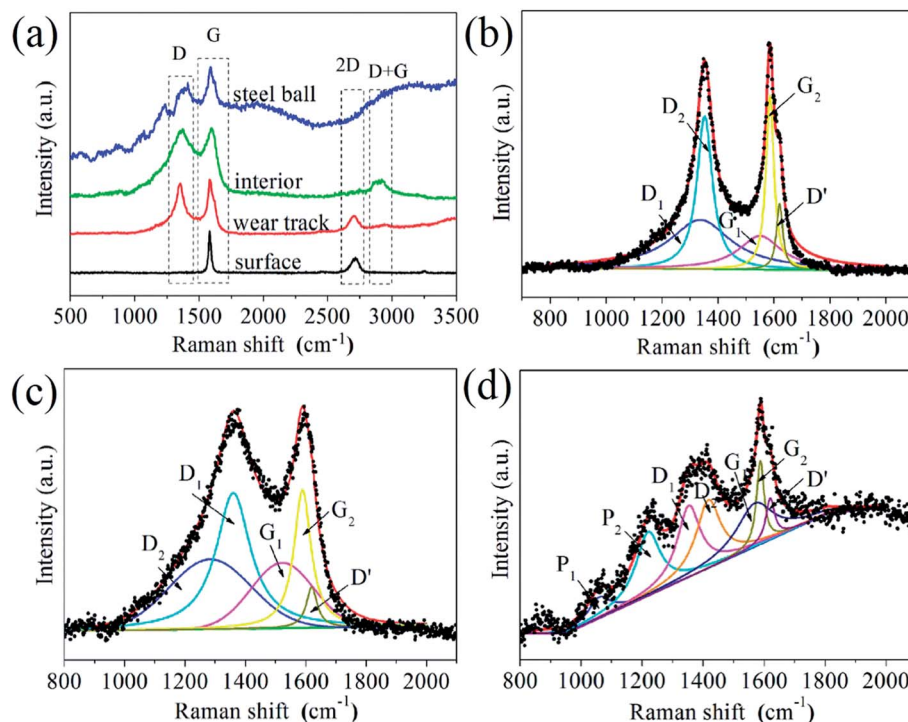 (a)
D
G
2D
D+G
steel ball
interior
wear track
surface
Intensity (a.u.)
500 1000 1500 2000 2500 3000 3500
Raman shift (cm⁻¹)
(b)
D₂
G₂
D₁
G₁
D'
Intensity (a.u.)
800 1000 1200 1400 1600 1800 2000
Raman shift (cm⁻¹)
(c)
D₁
G₂
D₂
G₁
D'
Intensity (a.u.)
800 1000 1200 1400 1600 1800 2000
Raman shift (cm⁻¹)
(d)
G₂
G₁
D₁
D₂
D'
P₂
P₁
Intensity (a.u.)
800 1000 1200 1400 1600 1800 2000
Raman shift (cm⁻¹)